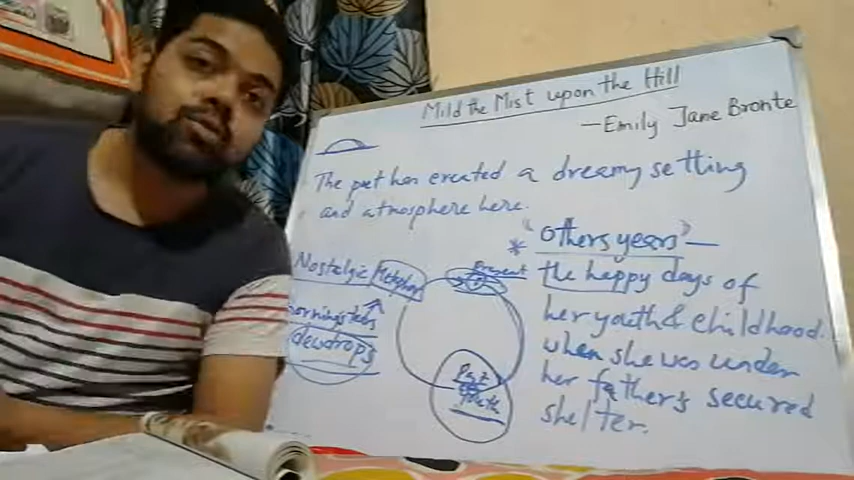 Mild the Mist upon the Hill
— Emily Jane Bronte
The poet then created a dreamy setting
and atmosphere here.
* "others years" —
the happy days of
her youth & childhood.
when she was under
her father's secured
shelter.
Nostalgic Metaphor
morningstars
dewdrops
Present
Past